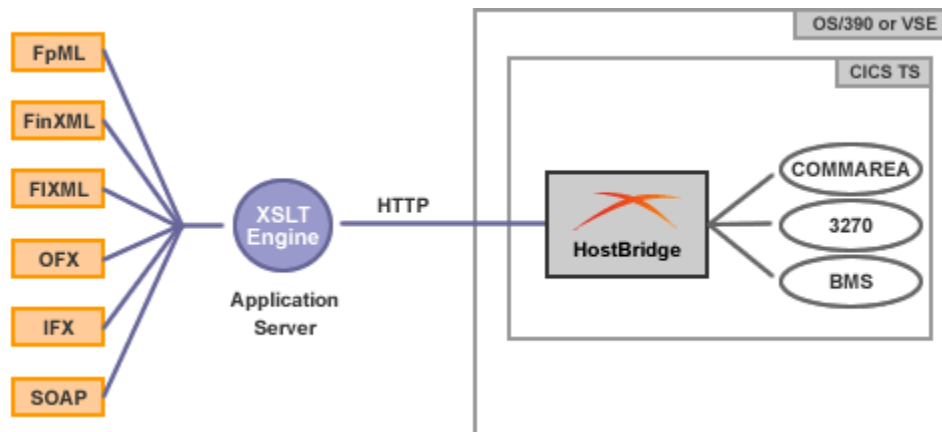 OS/390 or VSE
CICS TS
FpML
FinXML
FIXML
OFX
IFX
SOAP
XSLT
Engine
Application
Server
HTTP
HostBridge
COMMAREA
3270
BMS